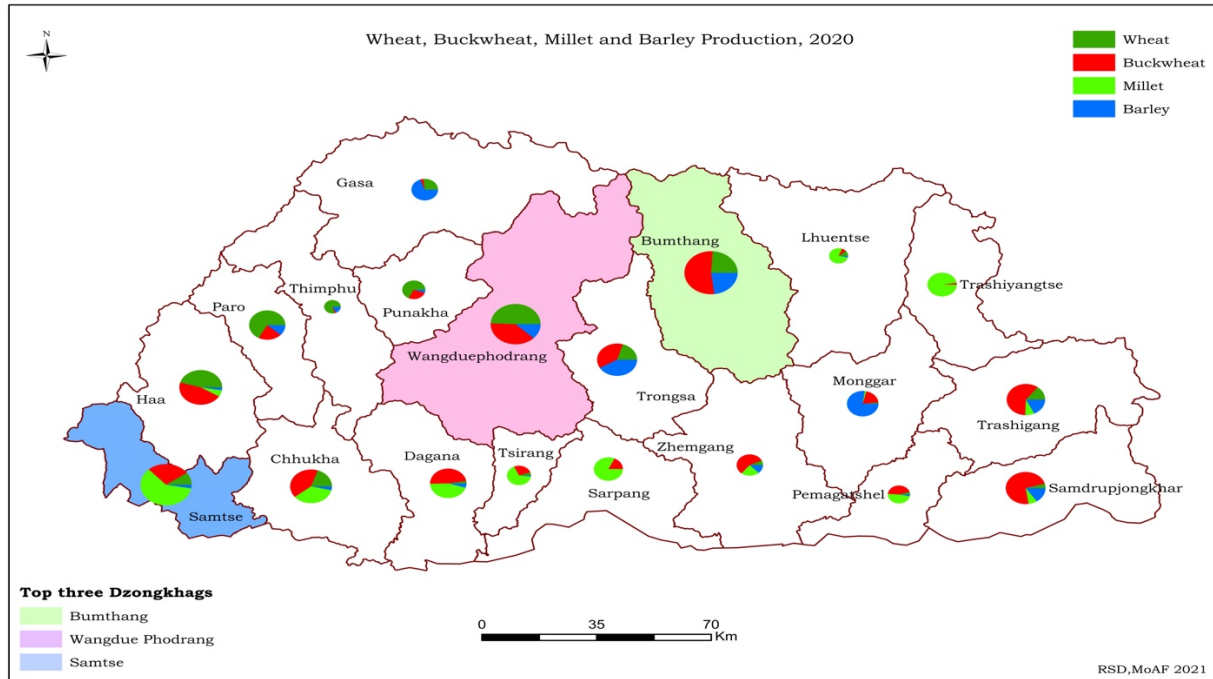 N
Wheat, Buckwheat, Millet and Barley Production, 2020
Wheat
Buckwheat
Millet
Barley
Gasa
Bumthang
Lhuentse
Trashiyangtse
Thimphu
Paro
Punakha
Wangduephodrang
Trongsa
Monggar
Haa
Trashigang
Chhukha
Dagana
Tsirang
Zhemgang
Sarpang
Pemagatshel
Samdrupjongkhar
Samtse
Top three Dzongkhags
Bumthang
Wangdue Phodrang
Samtse
0 35 70
Km
RSD,MoAF 2021